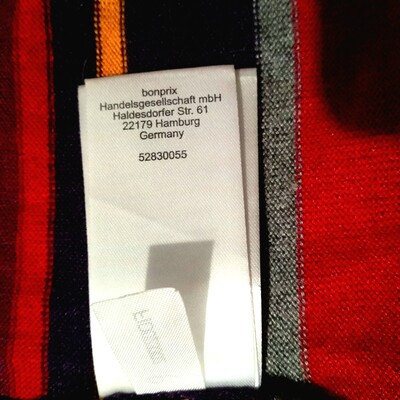 bonprix
Handelsgesellschaft mbH
Haldesdorfer Str. 61
22179 Hamburg
Germany
52830055